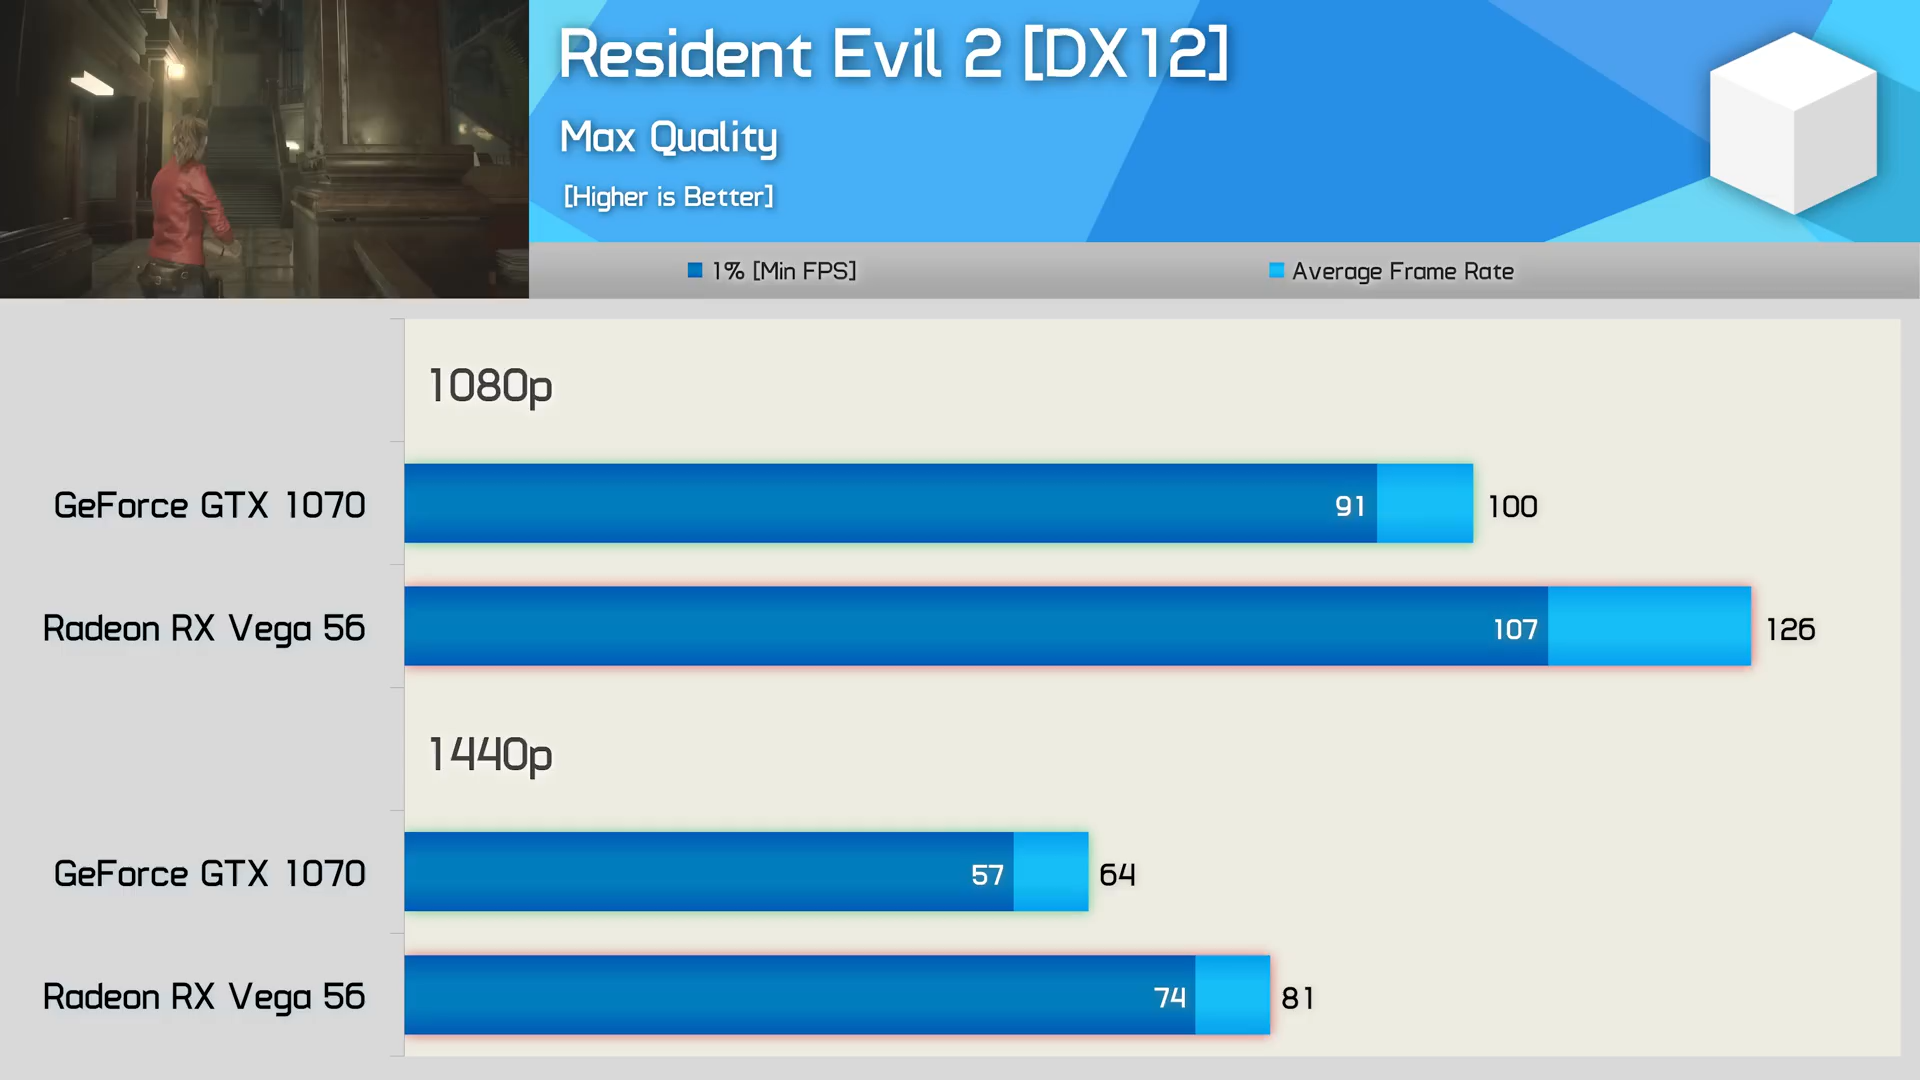 Resident Evil 2 [DX12]
Max Quality
[Higher is Better]
1% [Min FPS] Average Frame Rate
1080p
GeForce GTX 1070 91 100
Radeon RX Vega 56 107 126
1440p
GeForce GTX 1070 57 64
Radeon RX Vega 56 74 81